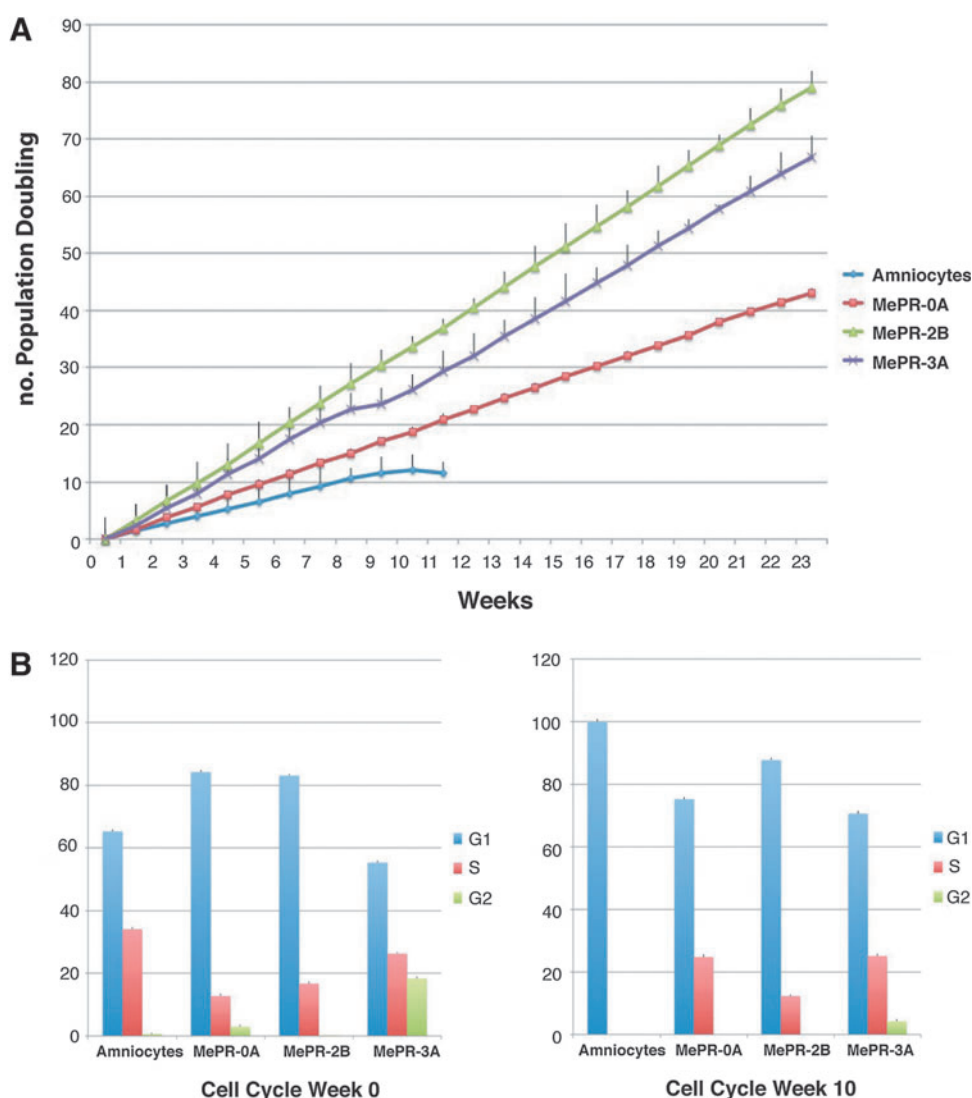 A
90
80
70
60
50
40
30
20
10
0
no. Population Doubling
0 1 2 3 4 5 6 7 8 9 10 11 12 13 14 15 16 17 18 19 20 21 22 23
Weeks
Amniocytes
MePR-0A
MePR-2B
MePR-3A
B
120
100
80
60
40
20
0
Amniocytes MePR-0A MePR-2B MePR-3A
Cell Cycle Week 0
G1
S
G2
120
100
80
60
40
20
0
Amniocytes MePR-0A MePR-2B MePR-3A
Cell Cycle Week 10
G1
S
G2